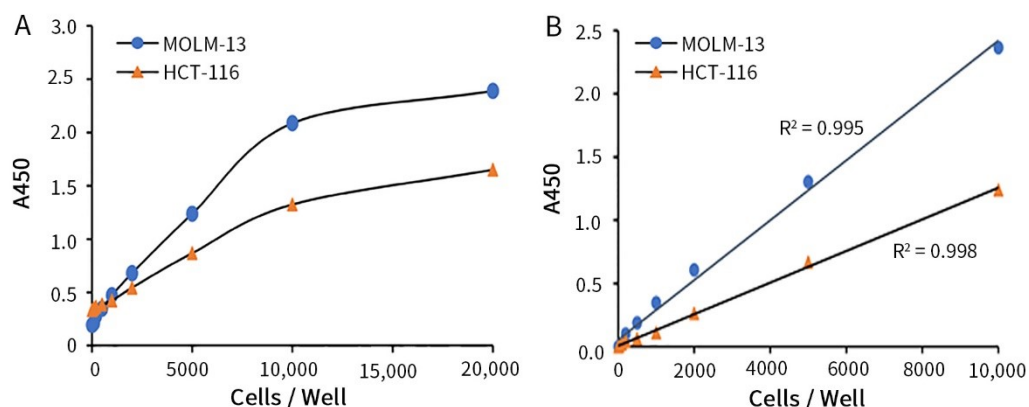 A
3.0
2.5
2.0
1.5
1.0
0.5
0
A450
MOLM-13
HCT-116
0
5000
10,000
15,000
20,000
Cells / Well
B
2.5
2.0
1.5
1.0
0.5
0.0
A450
MOLM-13
HCT-116
R² = 0.995
R² = 0.998
0
2000
4000
6000
8000
10,000
Cells / Well